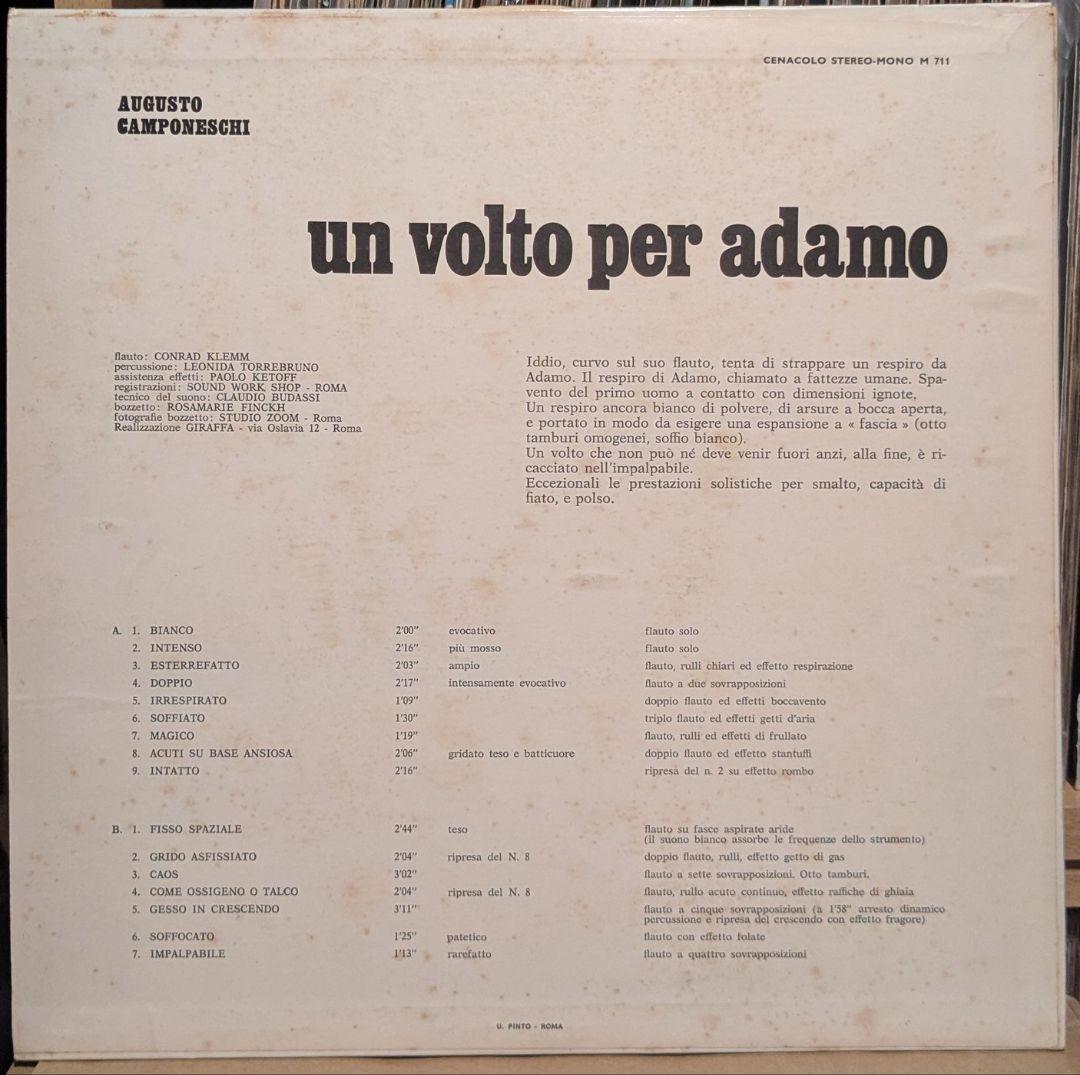 CENACOLO STEREO-MONO M 711
AUGUSTO
CAMPONESCHI
un volto per adamo
flauto: CONRAD KLEMM
percussione: LEONIDA TORREBRUNO
assistenza effetti: PAOLO KETOFF
registrazioni: SOUND WORK SHOP - ROMA
tecnico del suono: CLAUDIO BUDASSI
bozzetto: ROSAMARIE FINCKH
fotografie bozzetto: STUDIO ZOOM - Roma
Realizzazione GIRAFFA - via Oslavia 12 - Roma
Iddio, curvo sul suo flauto, tenta di strappare un respiro da
Adamo. Il respiro di Adamo, chiamato a fattezze umane. Spa-
vento del primo uomo a contatto con dimensioni ignote,
Un respiro ancora bianco di polvere, di arsure a bocca aperta,
e portato in modo da esigere una espansione a « fascia » (otto
tamburi omogenei, soffio bianco).
Un volto che non può né deve venir fuori anzi, alla fine, è ri-
cacciato nell'impalpabile.
Eccezionali le prestazioni solistiche per smalto, capacità di
fiato, e polso.
A. 1. BIANCO 2'00" evocativo flauto solo
2. INTENSO 2'16" più mosso flauto solo
3. ESTERREFATTO 2'03" ampio flauto, rulli chiari ed effetto respirazione
4. DOPPIO 2'17" intensamente evocativo flauto a due sovrapposizioni
5. IRRESPIRATO 1'09" doppio flauto ed effetti boccavento
6. SOFFIATO 1'30" triplo flauto ed effetti getti d'aria
7. MAGICO 1'19" flauto, rulli ed effetti di frullato
8. ACUTI SU BASE ANSIOSA 2'06" gridato teso e batticuore doppio flauto ed effetto stantuffi
9. INTATTO 2'16" ripresa del n. 2 su effetto rombo
B. 1. FISSO SPAZIALE 2'44" teso flauto su fasce aspirate aride
(il suono bianco assorbe le frequenze dello strumento)
2. GRIDO ASFISSIATO 2'04" ripresa del N. 8 doppio flauto, rulli, effetto getto di gas
3. CAOS 3'02" flauto a sette sovrapposizioni. Otto tamburi.
4. COME OSSIGENO O TALCO 2'04" ripresa del N. 8 flauto, rullo acuto continuo, effetto raffiche di ghiaia
5. GESSO IN CRESCENDO 3'11" flauto a cinque sovrapposizioni (a 1'58" arresto dinamico
percussione e ripresa del crescendo con effetto fragore)
6. SOFFOCATO 1'25" patetico flauto con effetto folate
7. IMPALPABILE 1'13" rarefatto flauto a quattro sovrapposizioni
U. PINTO - ROMA